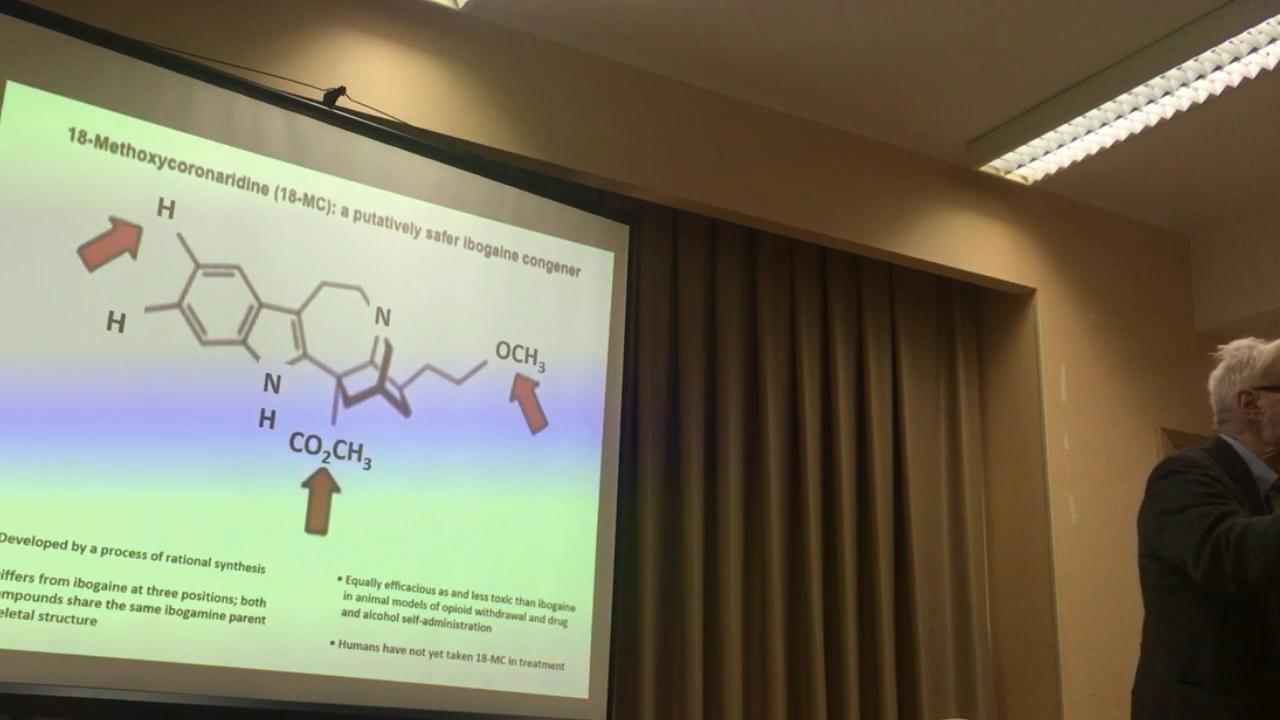 18-Methoxycoronaridine (18-MC): a putatively safer ibogaine congener
H
H
N
OCH3
N
H
CO2CH3
Developed by a process of rational synthesis
iffers from ibogaine at three positions; both
mpounds share the same ibogamine parent
eletal structure
• Equally efficacious as and less toxic than ibogaine
in animal models of opioid withdrawal and drug
and alcohol self-administration
• Humans have not yet taken 18-MC in treatment